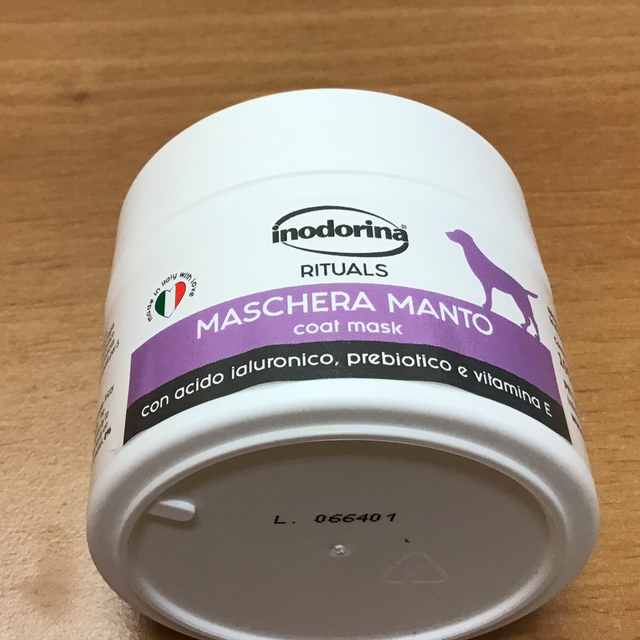 inodorina
RITUALS
made in Italy with love
MASCHERA MANTO
coat mask
con acido ialuronico, prebiotico e vitamina E
L. 066401